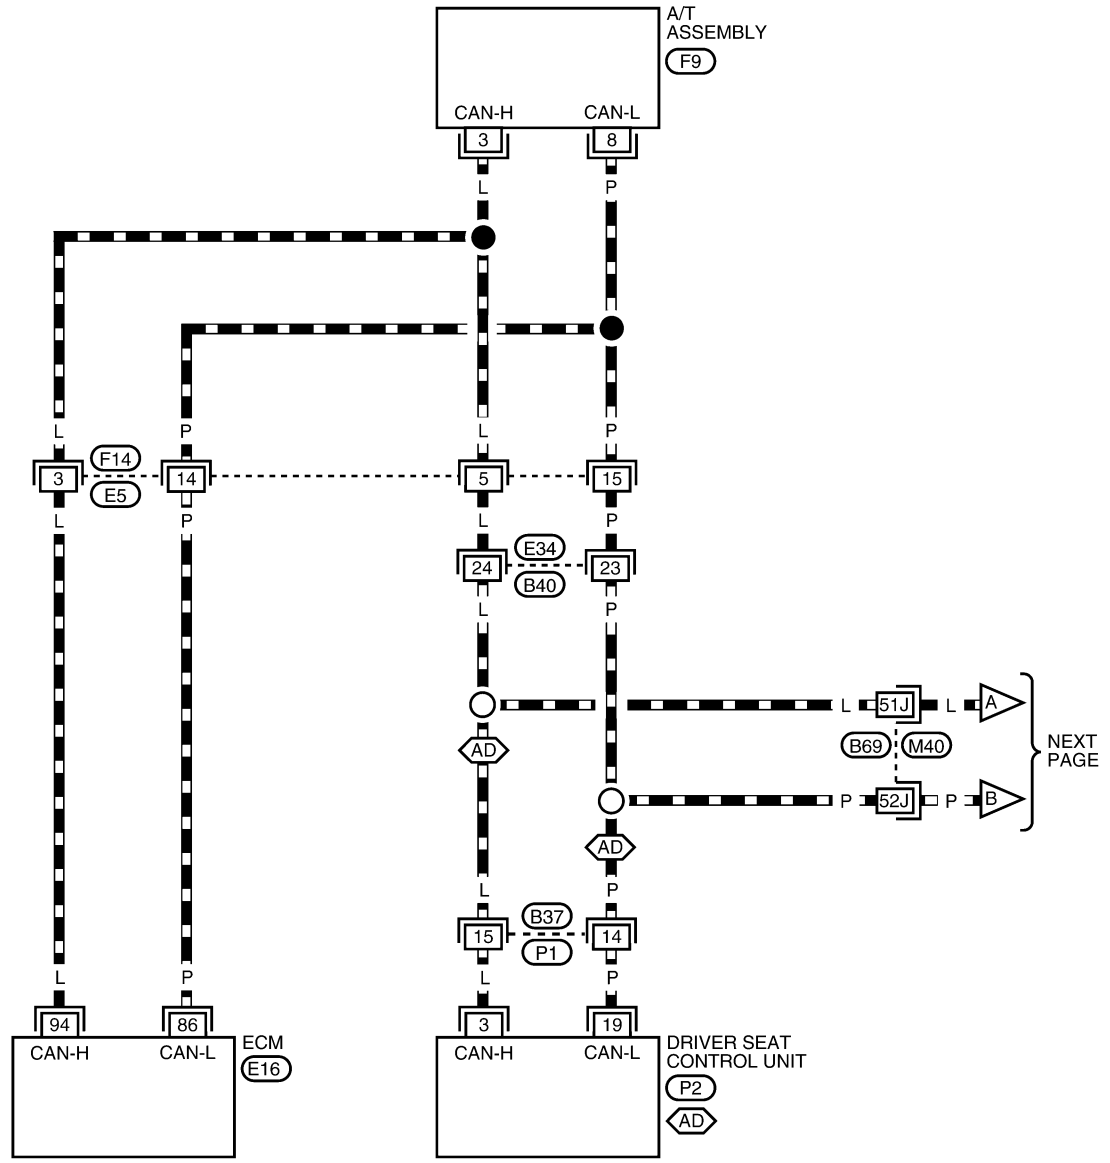 A/T
ASSEMBLY
F9
CAN-H CAN-L
3 8
L P
L P L P
3 F14 14 5 15
E5
L P L P
E34
24 23
B40
L P
L 51J L A
AD B69 M40 NEXT
PAGE
P 52J P B
AD
L P
B37
15 14
P1
L P L P
94 86 3 19
ECM DRIVER SEAT
CAN-H CAN-L CAN-H CAN-L CONTROL UNIT
E16 P2
AD